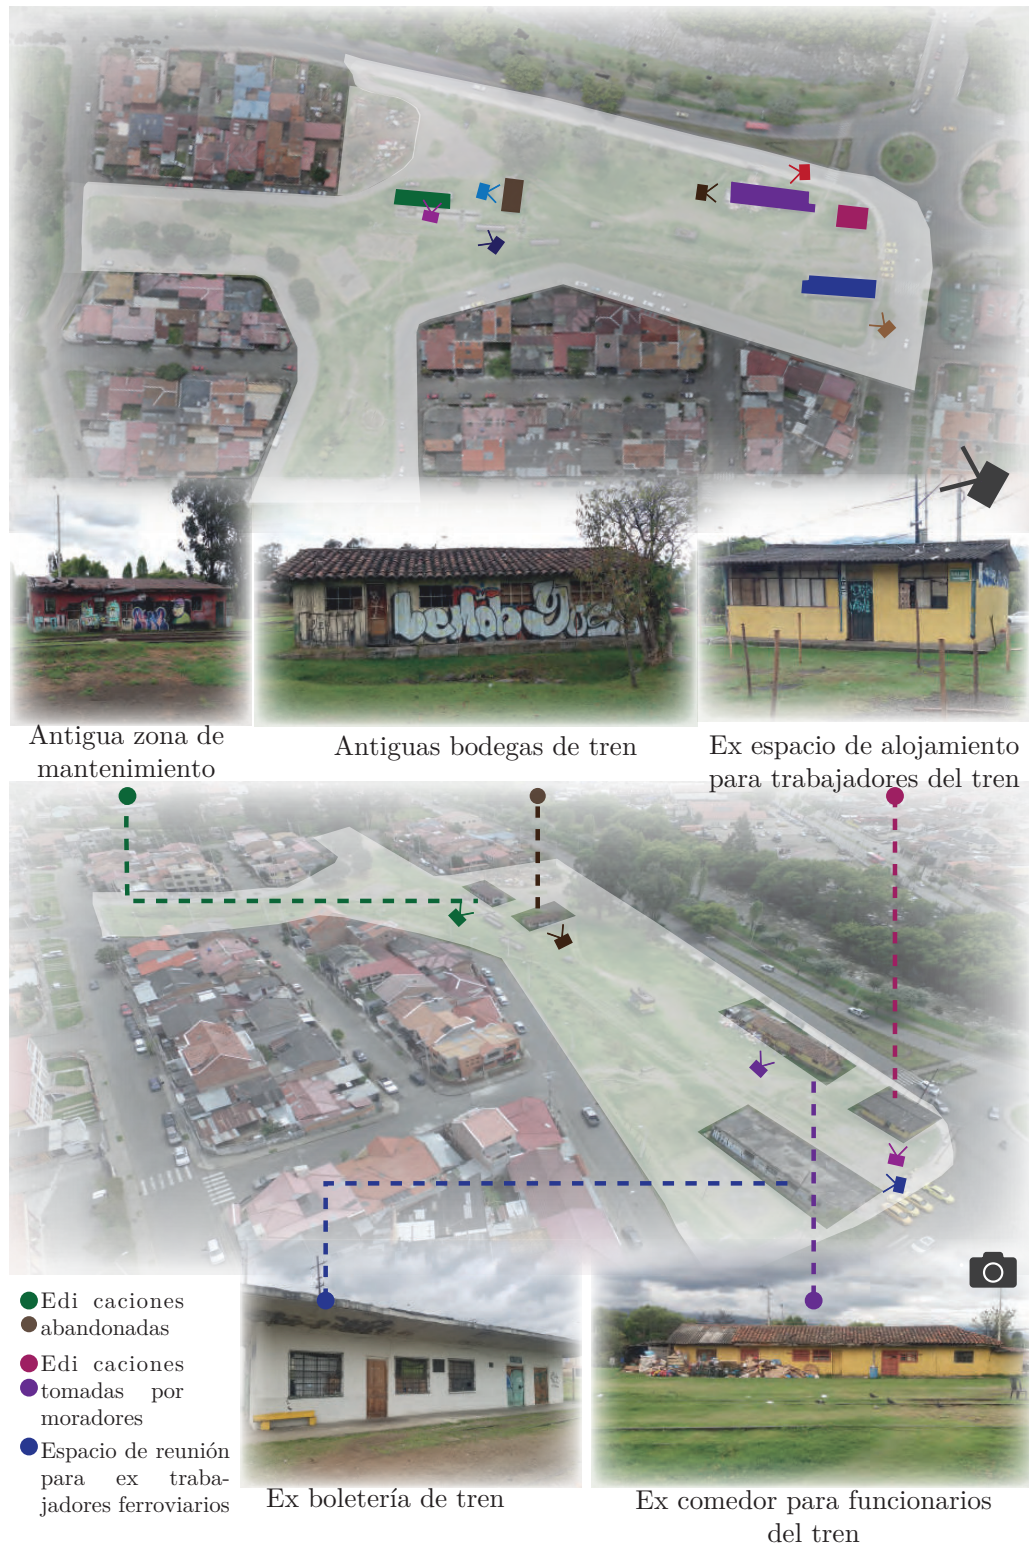 Lemob Yos
Antigua zona de
mantenimiento
Antiguas bodegas de tren
Ex espacio de alojamiento
para trabajadores del tren
Edi caciones
abandonadas
Edi caciones
tomadas por
moradores
Espacio de reunión
para ex traba-
jadores ferroviarios
Ex boletería de tren
Ex comedor para funcionarios
del tren